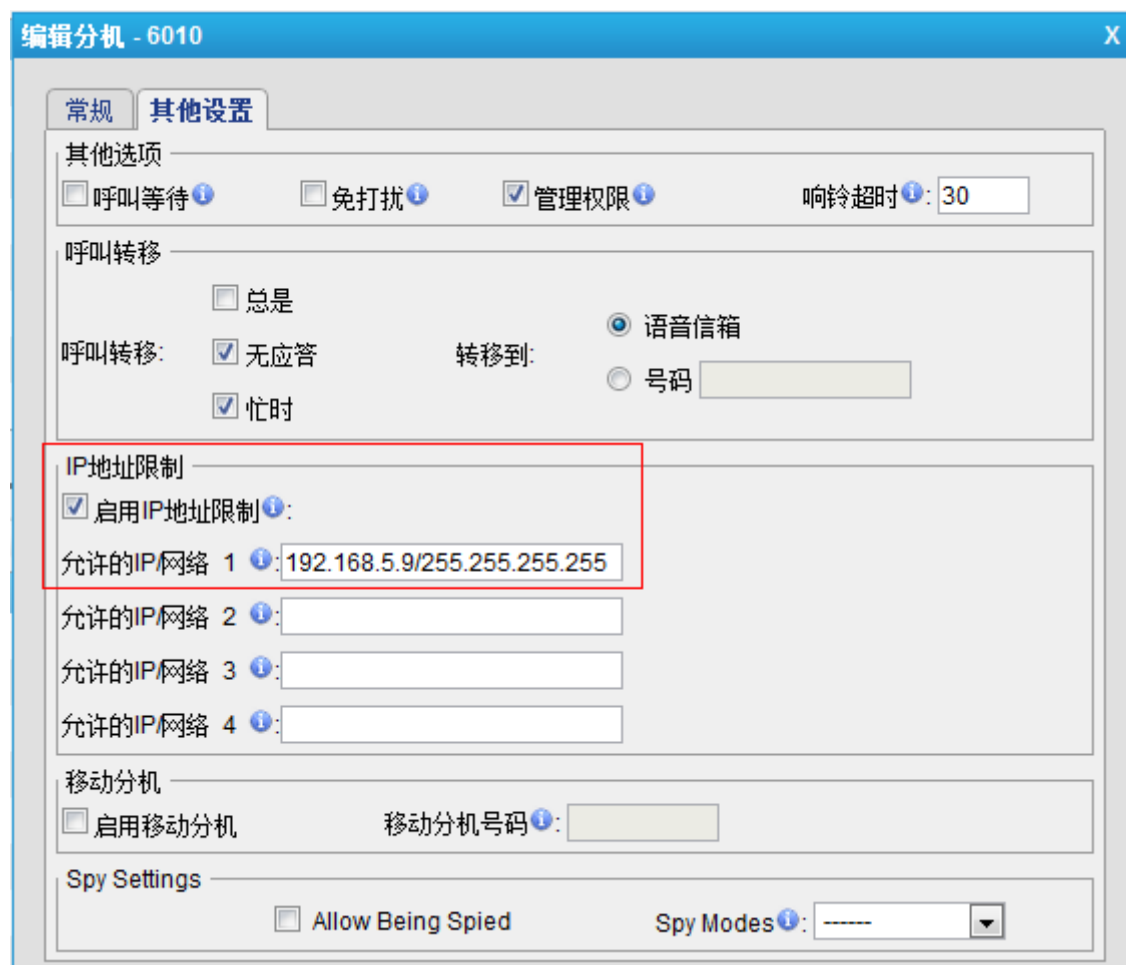 编辑分机 - 6010 X
常规 其他设置
其他选项
呼叫等待 免打扰 管理权限 响铃超时 : 30
呼叫转移
总是
语音信箱
呼叫转移: 无应答 转移到:
号码
忙时
IP地址限制
启用IP地址限制 :
允许的IP/网络 1 : 192.168.5.9/255.255.255.255
允许的IP/网络 2 :
允许的IP/网络 3 :
允许的IP/网络 4 :
移动分机
启用移动分机 移动分机号码 :
Spy Settings
Allow Being Spied Spy Modes : ------